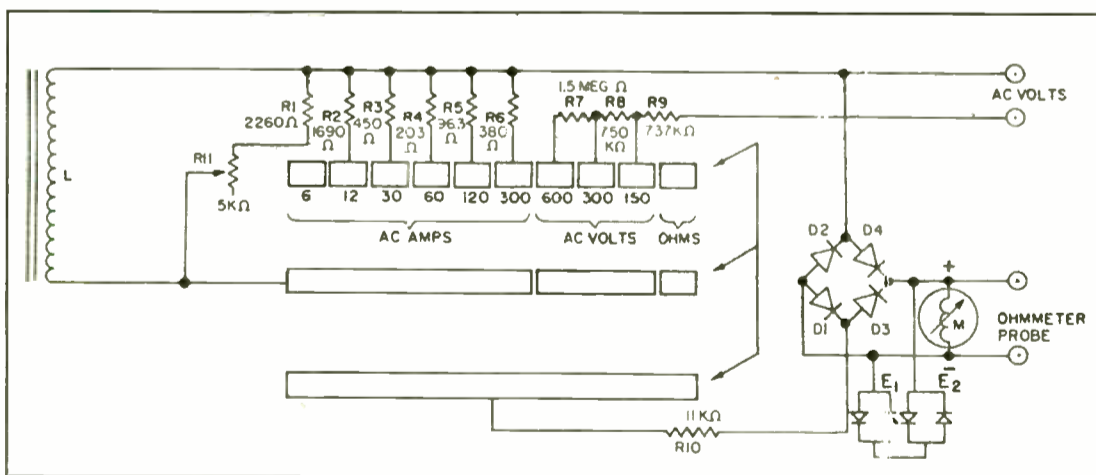 1.5 MEG Ω
AC VOLTS
R1
2260Ω
R2
1690
Ω
R3
450
Ω
R4
203
Ω
R5
96.3
Ω
R6
380
Ω
R7
R8
750
KΩ
R9
737KΩ
R11
5KΩ
L
6
12
30
60
120
300
600
300
150
AC AMPS
AC VOLTS
OHMS
D2
D4
D1
D3
+
M
−
OHMMETER
PROBE
E1
E2
11KΩ
R10